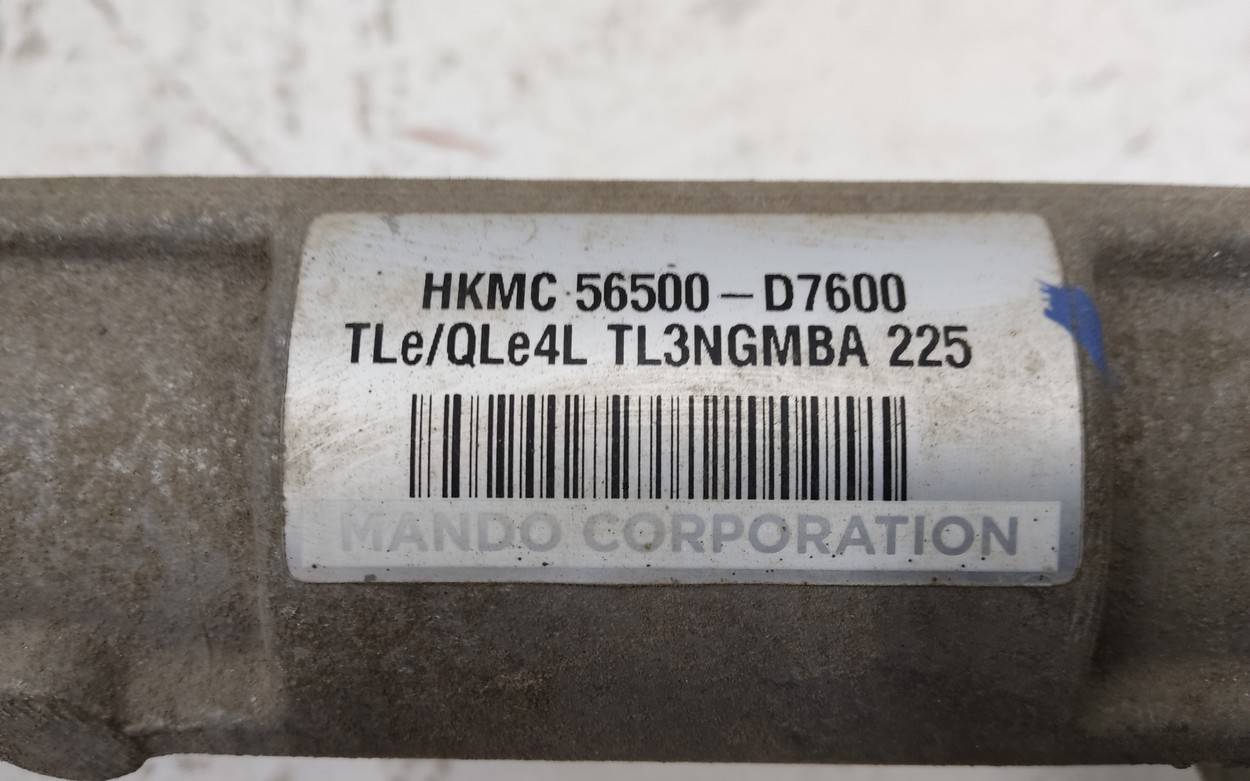 HKMC 56500-D7600
TLe/QLe4L TL3NGMBA 225
MANDO CORPORATION